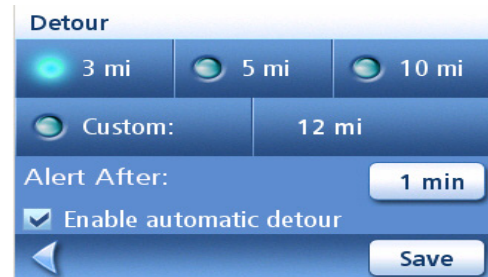 Detour
3 mi 5 mi 10 mi
Custom: 12 mi
Alert After: 1 min
Enable automatic detour
Save